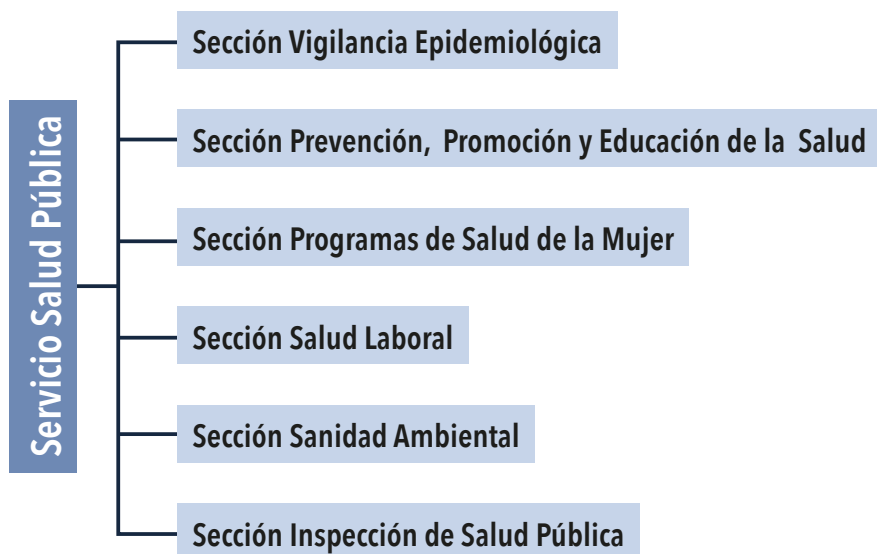 Servicio Salud Pública
Sección Vigilancia Epidemiológica
Sección Prevención, Promoción y Educación de la Salud
Sección Programas de Salud de la Mujer
Sección Salud Laboral
Sección Sanidad Ambiental
Sección Inspección de Salud Pública